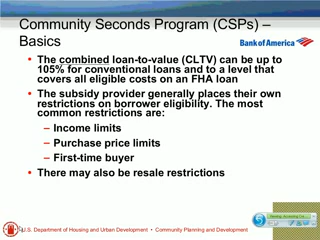 Community Seconds Program (CSPs) –
Basics
Bank of America
• The combined loan-to-value (CLTV) can be up to
105% for conventional loans and to a level that
covers all eligible costs on an FHA loan
• The subsidy provider generally places their own
restrictions on borrower eligibility. The most
common restrictions are:
– Income limits
– Purchase price limits
– First-time buyer
• There may also be resale restrictions
U.S. Department of Housing and Urban Development • Community Planning and Development